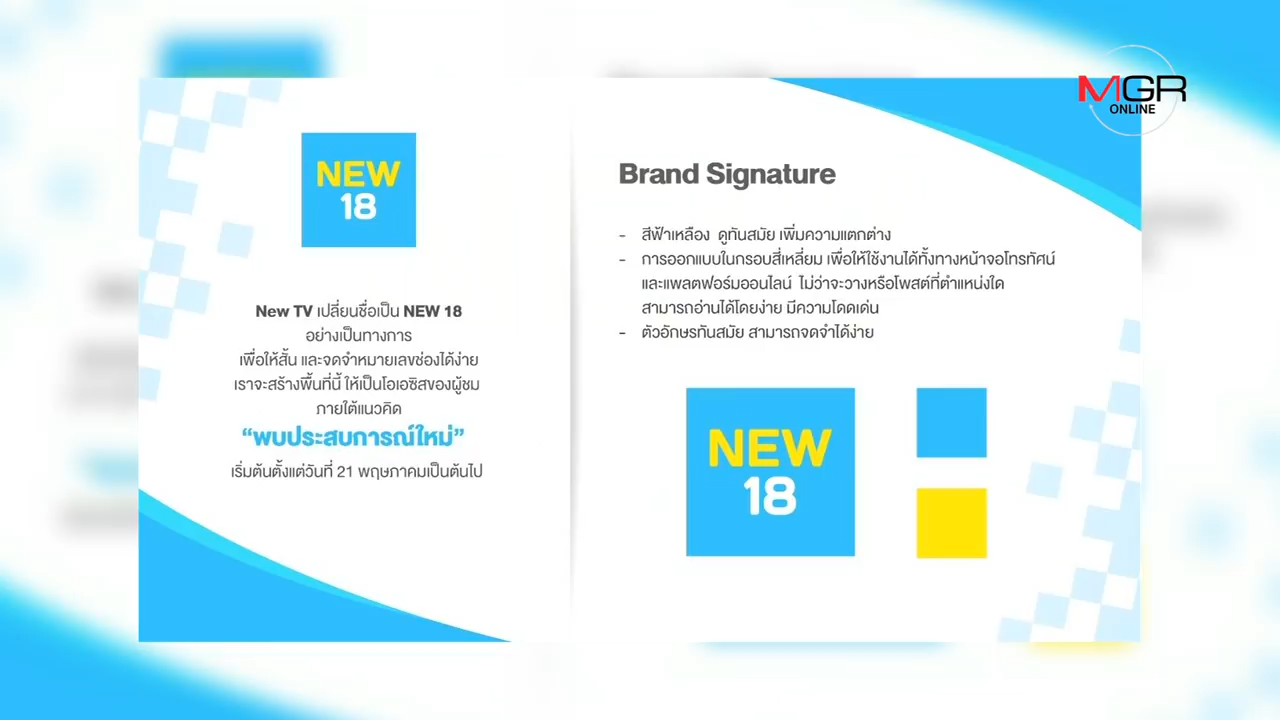 MGR
ONLINE
NEW
18
New TV เปลี่ยนชื่อเป็น NEW 18
อย่างเป็นทางการ
เพื่อให้สั้น และจดจำหมายเลขช่องได้ง่าย
เราจะสร้างพื้นที่นี้ ให้เป็นโอเอซิสของผู้ชม
ภายใต้แนวคิด
“พบประสบการณ์ใหม่”
เริ่มต้นตั้งแต่วันที่ 21 พฤษภาคมเป็นต้นไป
Brand Signature
- สีฟ้าเหลือง ดูทันสมัย เพิ่มความแตกต่าง
- การออกแบบในกรอบสี่เหลี่ยม เพื่อให้ใช้งานได้ทั้งทางหน้าจอโทรทัศน์
และแพลตฟอร์มออนไลน์ ไม่ว่าจะวางหรือโพสต์ที่ตำแหน่งใด
สามารถอ่านได้โดยง่าย มีความโดดเด่น
- ตัวอักษรทันสมัย สามารถจดจำได้ง่าย
NEW
18